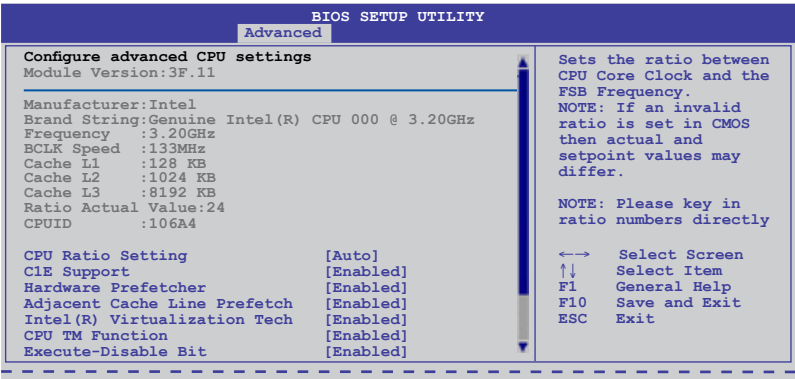 BIOS SETUP UTILITY
Advanced
Configure advanced CPU settings
Module Version:3F.11
Manufacturer:Intel
Brand String:Genuine Intel(R) CPU 000 @ 3.20GHz
Frequency :3.20GHz
BCLK Speed :133MHz
Cache L1 :128 KB
Cache L2 :1024 KB
Cache L3 :8192 KB
Ratio Actual Value:24
CPUID :106A4
CPU Ratio Setting [Auto]
C1E Support [Enabled]
Hardware Prefetcher [Enabled]
Adjacent Cache Line Prefetch [Enabled]
Intel(R) Virtualization Tech [Enabled]
CPU TM Function [Enabled]
Execute-Disable Bit [Enabled]
Sets the ratio between
CPU Core Clock and the
FSB Frequency.
NOTE: If an invalid
ratio is set in CMOS
then actual and
setpoint values may
differ.
NOTE: Please key in
ratio numbers directly
←→ Select Screen
↑↓ Select Item
F1 General Help
F10 Save and Exit
ESC Exit